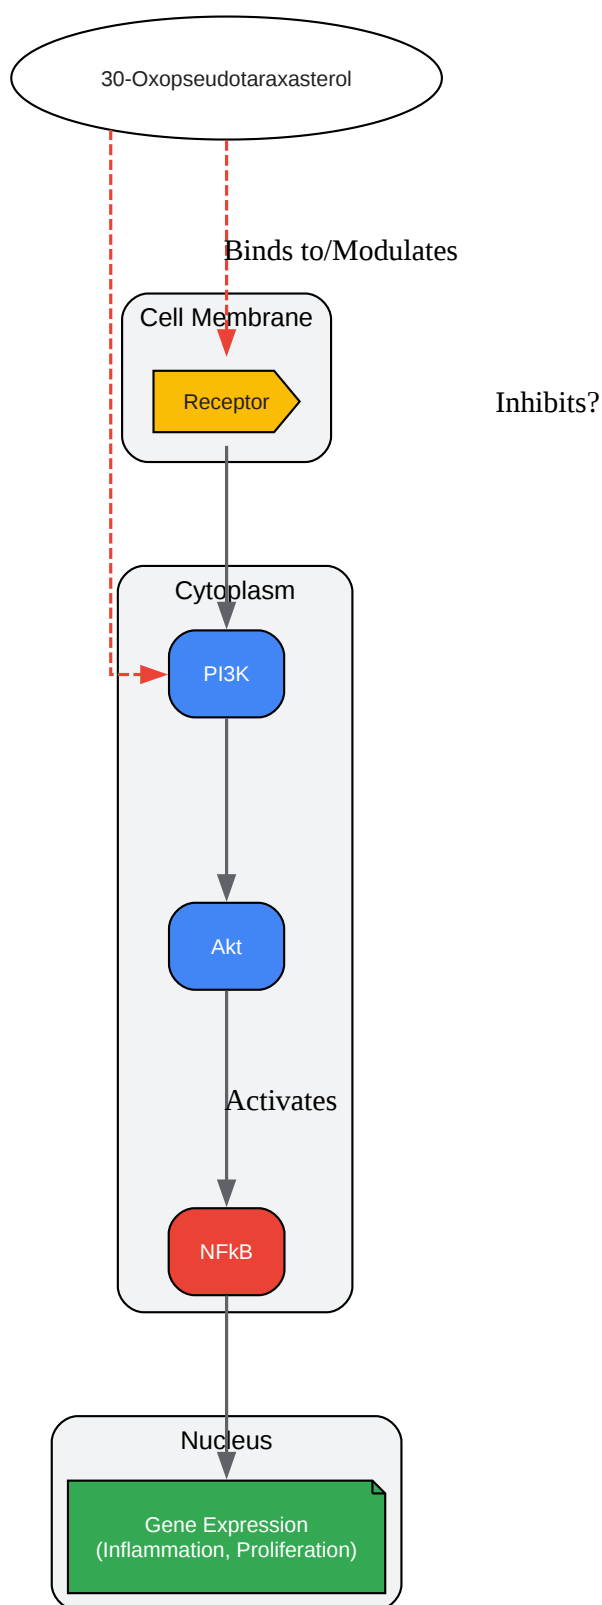 30-Oxopseudotaraxasterol
Binds to/Modulates
Cell Membrane
Receptor
Inhibits?
Cytoplasm
PI3K
Akt
Activates
NFkB
Nucleus
Gene Expression
(Inflammation, Proliferation)